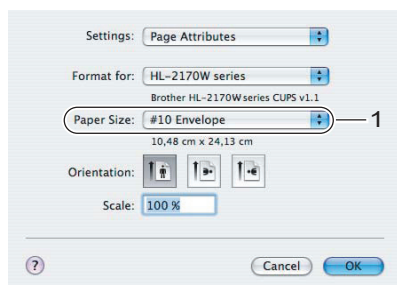 Settings: Page Attributes
Format for: HL-2170W series
Brother HL-2170W series CUPS v1.1
Paper Size: #10 Envelope 1
10,48 cm x 24,13 cm
Orientation:
Scale: 100 %
? Cancel OK